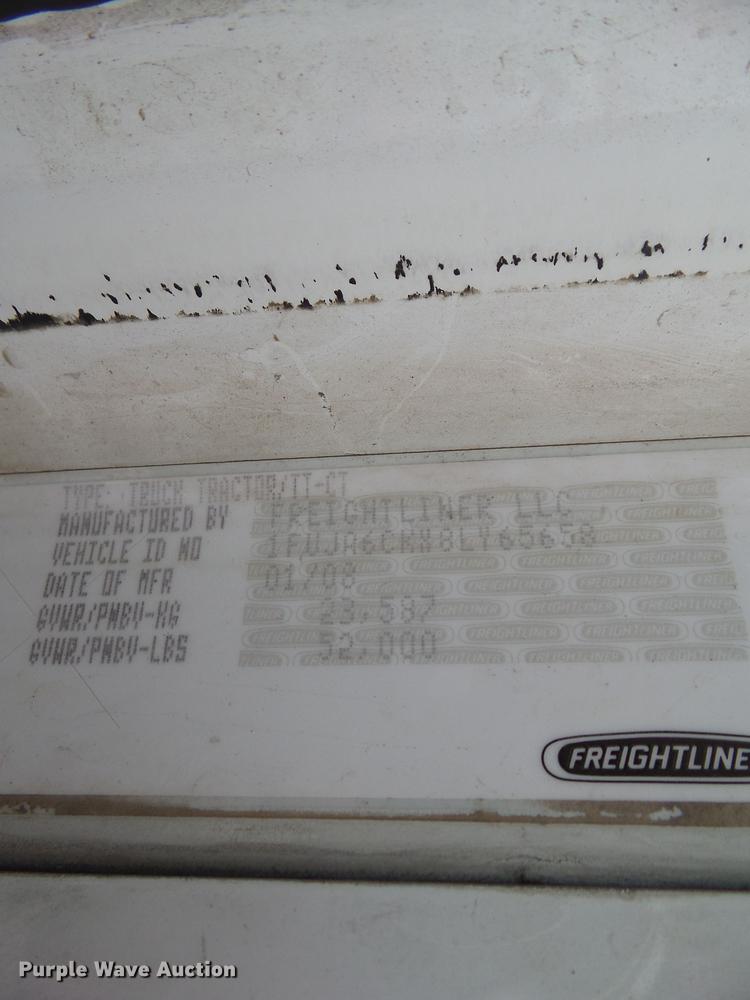 TYPE: TRUCK TRACTOR/TT-CT
MANUFACTURED BY FREIGHTLINER LLC
VEHICLE ID NO
DATE OF MFR 01/08
GVWR/PNBV-KG 23,587
GVWR/PNBV-LBS 52,000
FREIGHTLINE
Purple Wave Auction